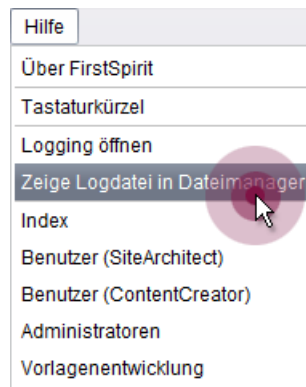 Hilfe
Über FirstSpirit
Tastaturkürzel
Logging öffnen
Zeige Logdatei in Dateimanager
Index
Benutzer (SiteArchitect)
Benutzer (ContentCreator)
Administratoren
Vorlagenentwicklung